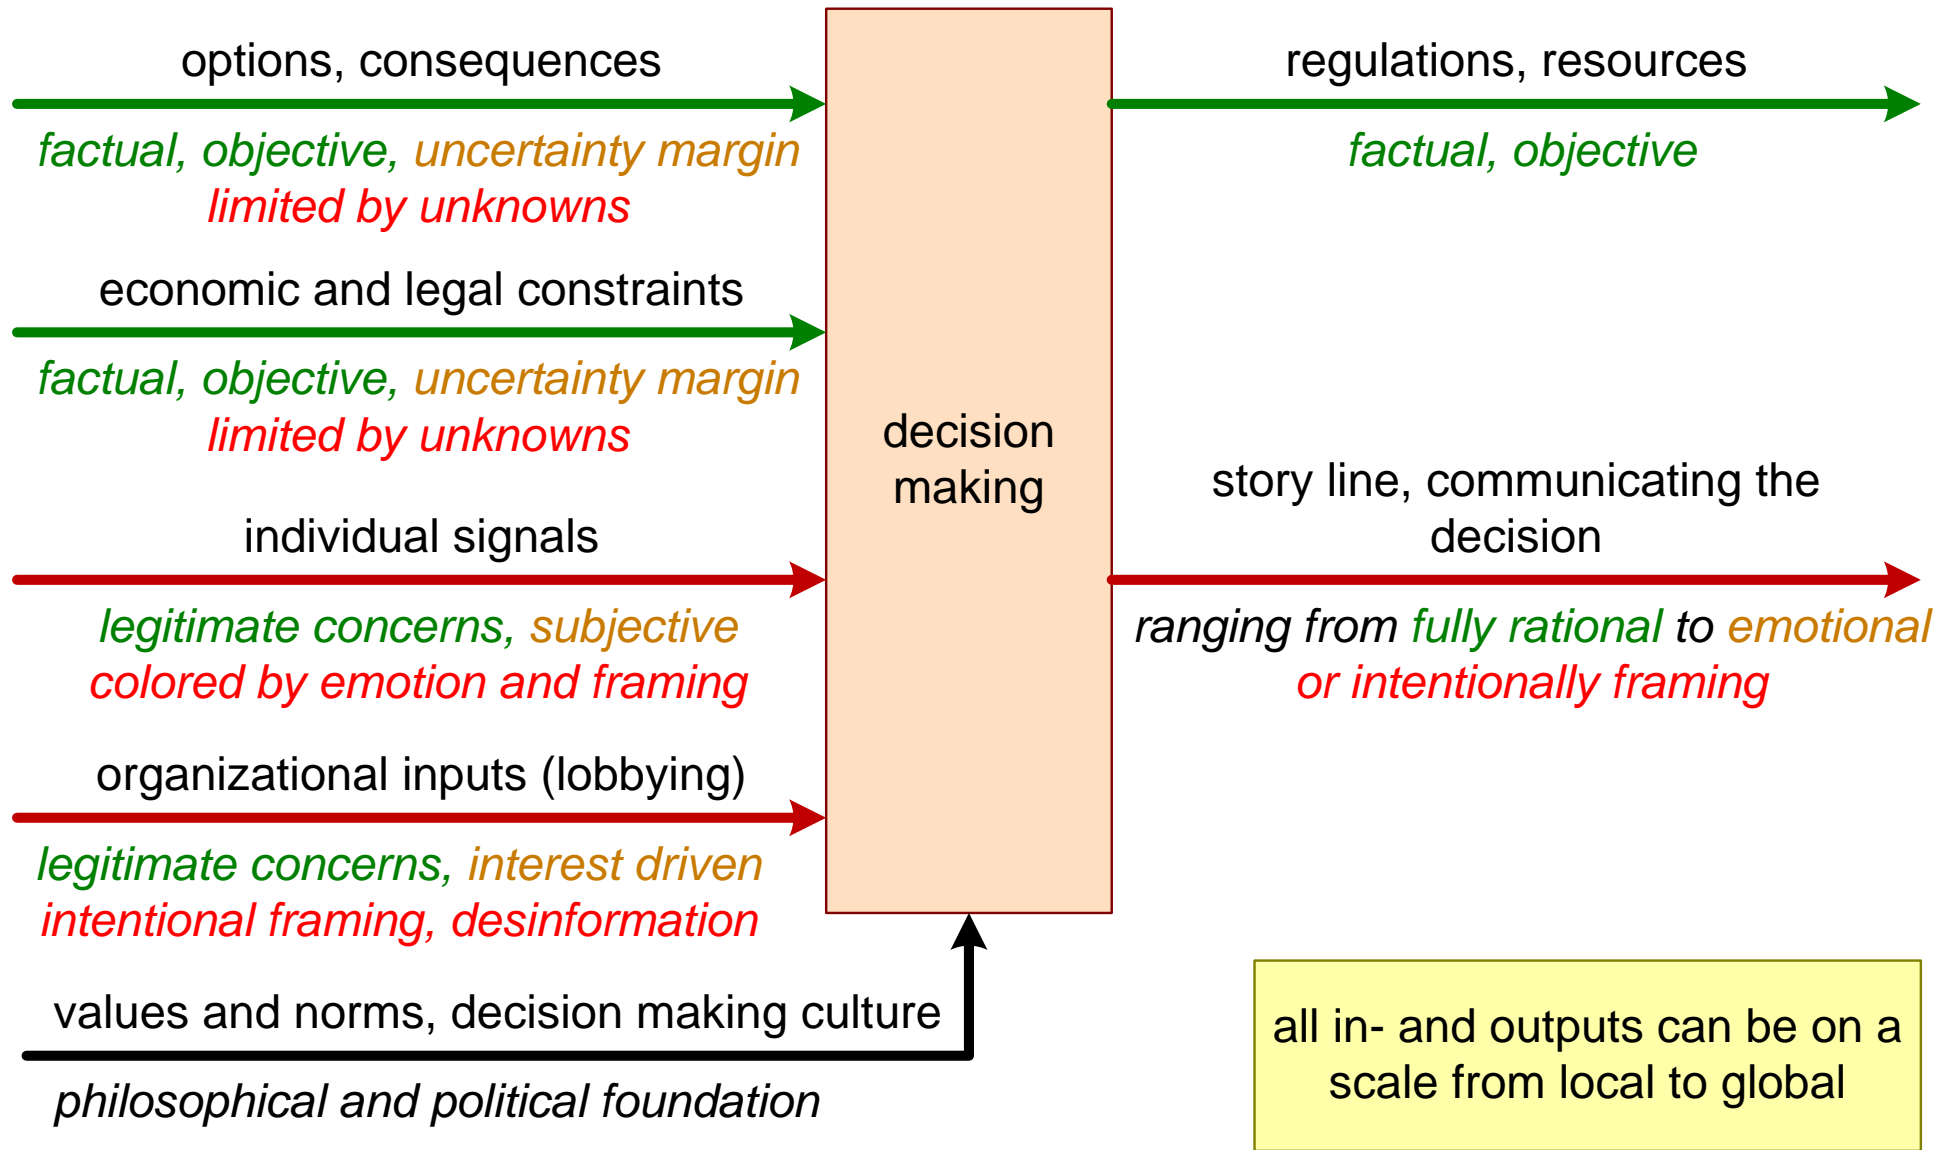 options, consequences
factual, objective, uncertainty margin
limited by unknowns
economic and legal constraints
factual, objective, uncertainty margin
limited by unknowns
individual signals
legitimate concerns, subjective
colored by emotion and framing
organizational inputs (lobbying)
legitimate concerns, interest driven
intentional framing, desinformation
values and norms, decision making culture
philosophical and political foundation
decision
making
regulations, resources
factual, objective
story line, communicating the
decision
ranging from fully rational to emotional
or intentionally framing
all in- and outputs can be on a
scale from local to global